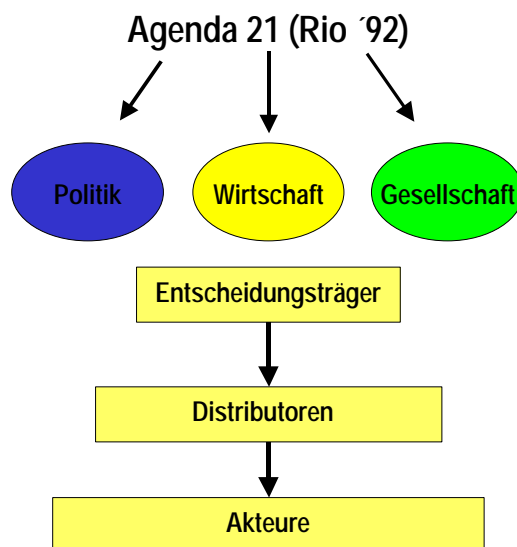 Agenda 21 (Rio ´92)
Politik
Wirtschaft
Gesellschaft
Entscheidungsträger
Distributoren
Akteure